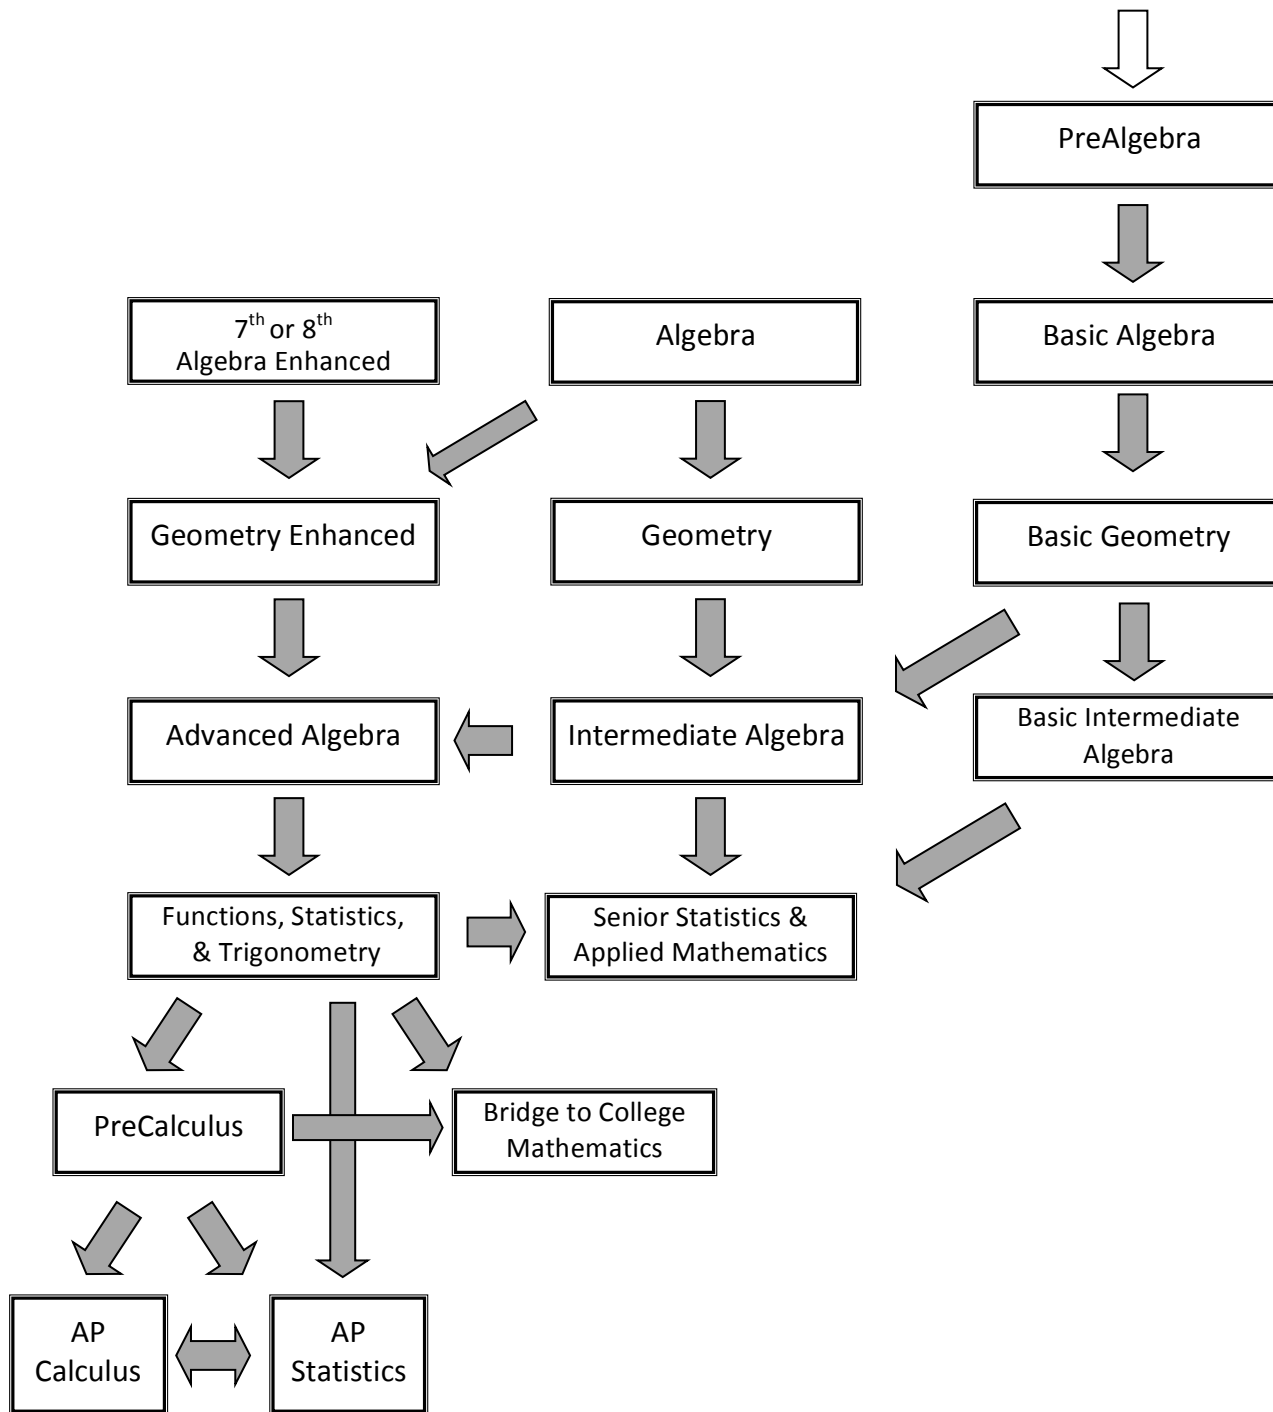 PreAlgebra
7th or 8th
Algebra Enhanced
Algebra
Basic Algebra
Geometry Enhanced
Geometry
Basic Geometry
Advanced Algebra
Intermediate Algebra
Basic Intermediate
Algebra
Functions, Statistics,
& Trigonometry
Senior Statistics &
Applied Mathematics
PreCalculus
Bridge to College
Mathematics
AP
Calculus
AP
Statistics